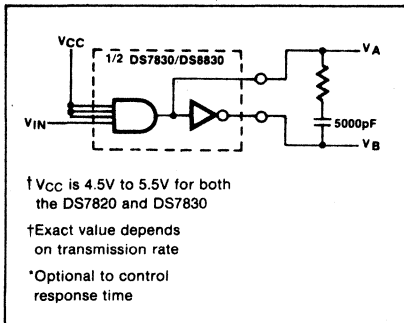 VCC
1/2 DS7830/DS8830
VA
VIN
5000pF
VB
† VCC is 4.5V to 5.5V for both
the DS7820 and DS7830
†Exact value depends
on transmission rate
*Optional to control
response time